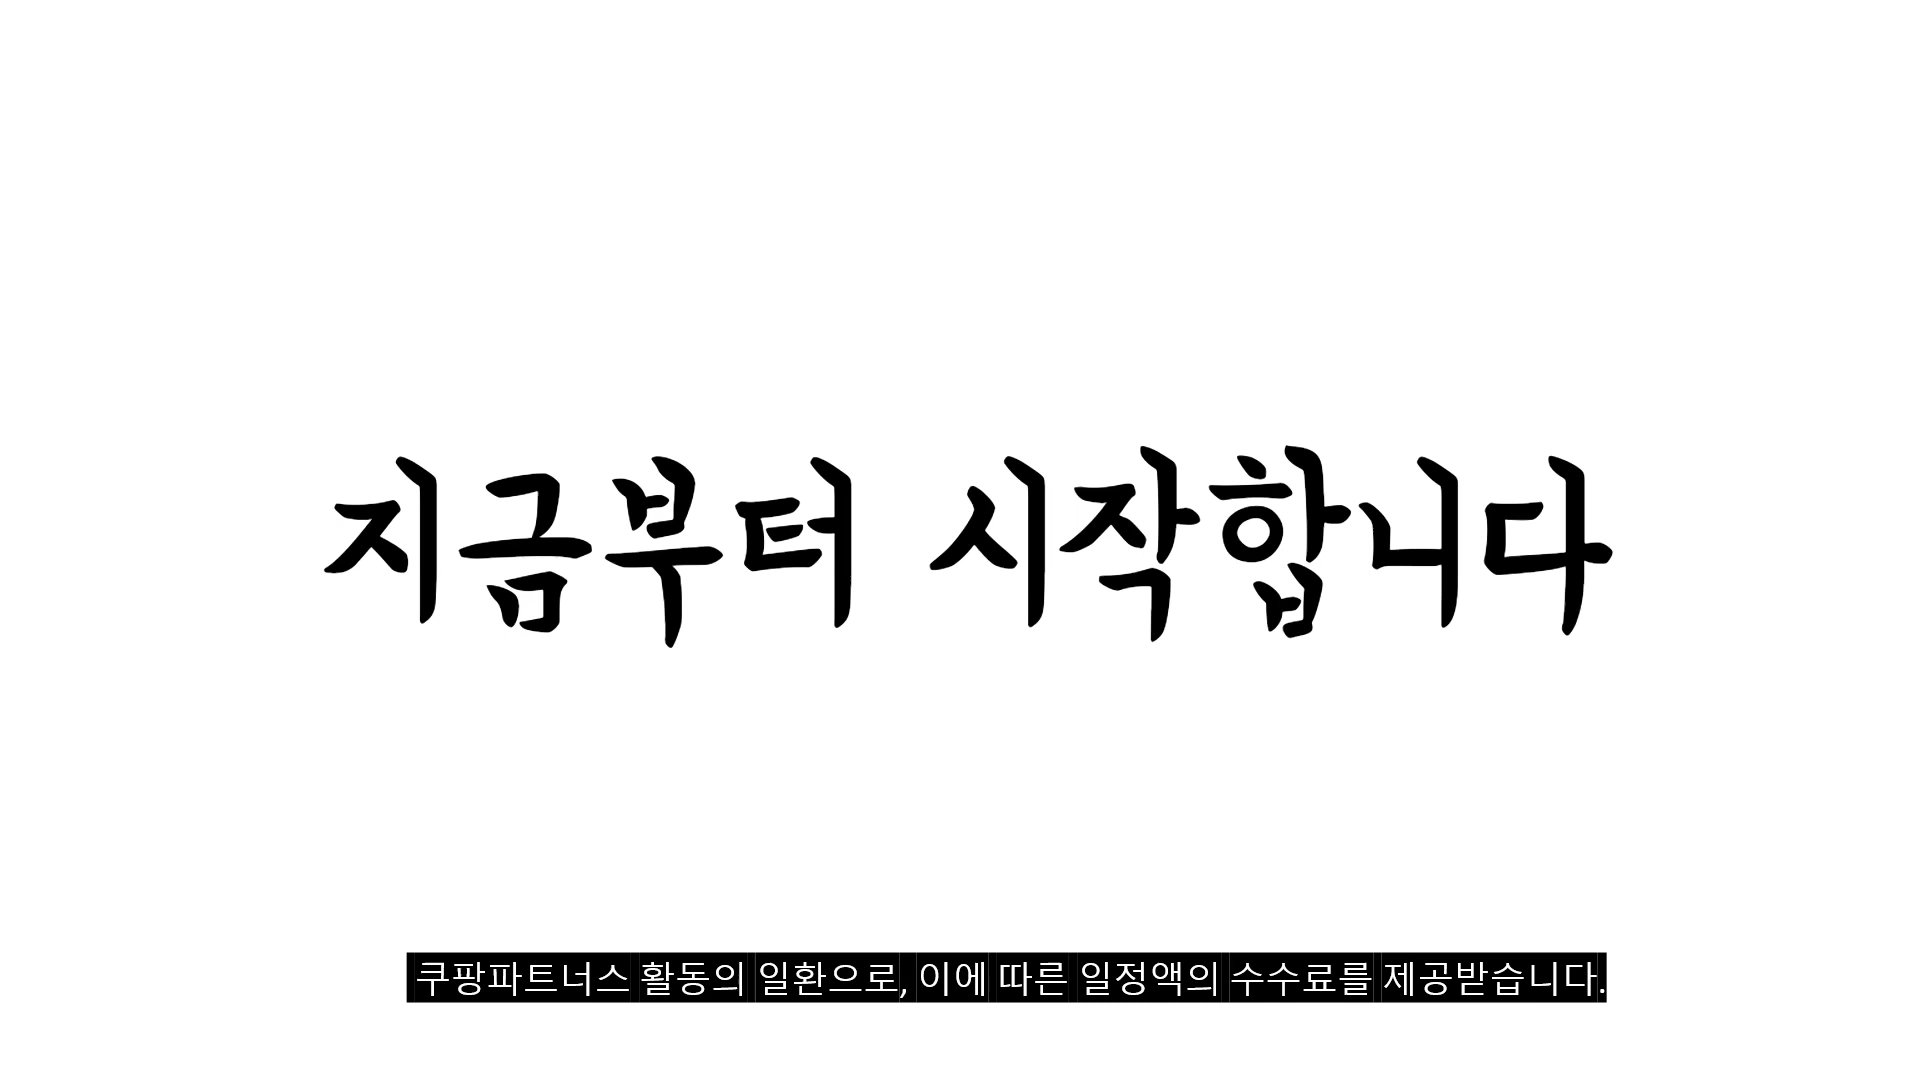 지금부터 시작합니다
쿠팡파트너스 활동의 일환으로, 이에 따른 일정액의 수수료를 제공받습니다.